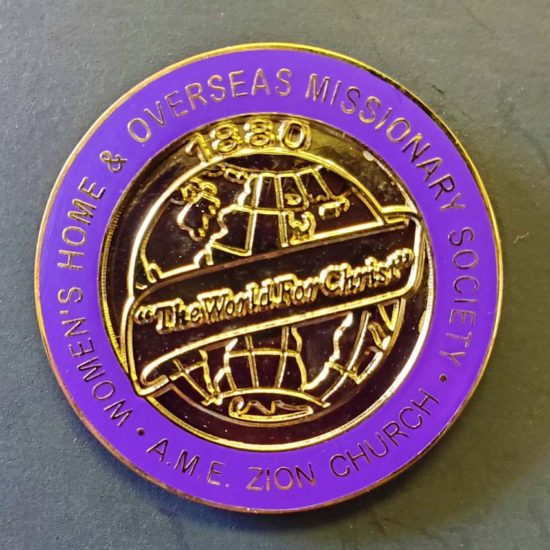 WOMEN'S HOME & OVERSEAS MISSIONARY SOCIETY
1880
"The World For Christ"
A.M.E. ZION CHURCH